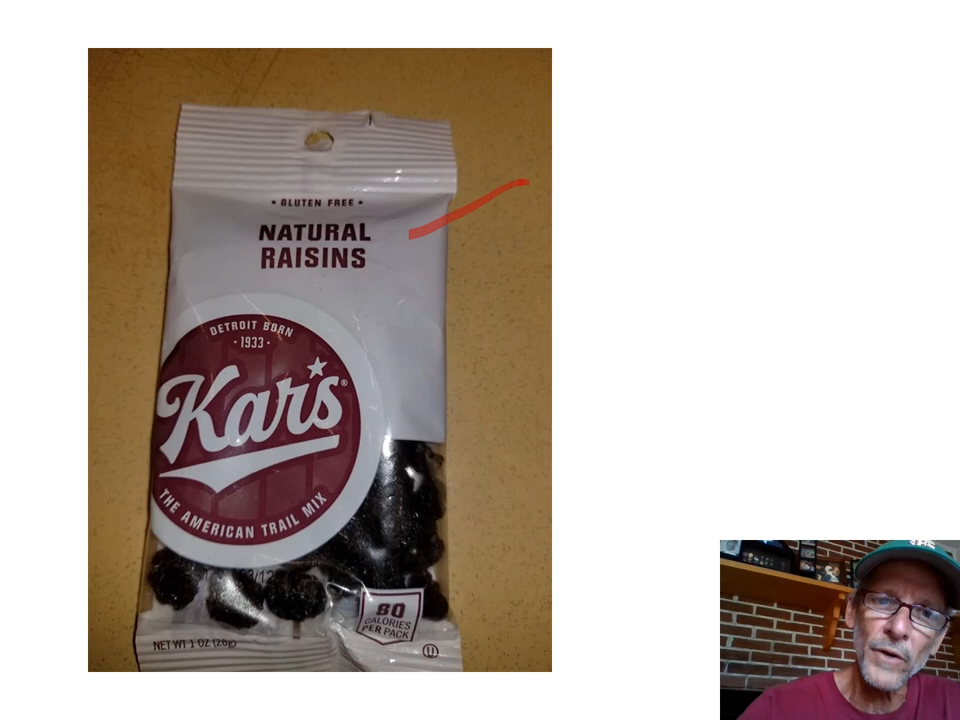 • GLUTEN FREE •
NATURAL
RAISINS
DETROIT BORN
• 1933 •
Kar's®
THE AMERICAN TRAIL MIX
80
CALORIES
PER PACK
NET WT 1 OZ (28g)
U